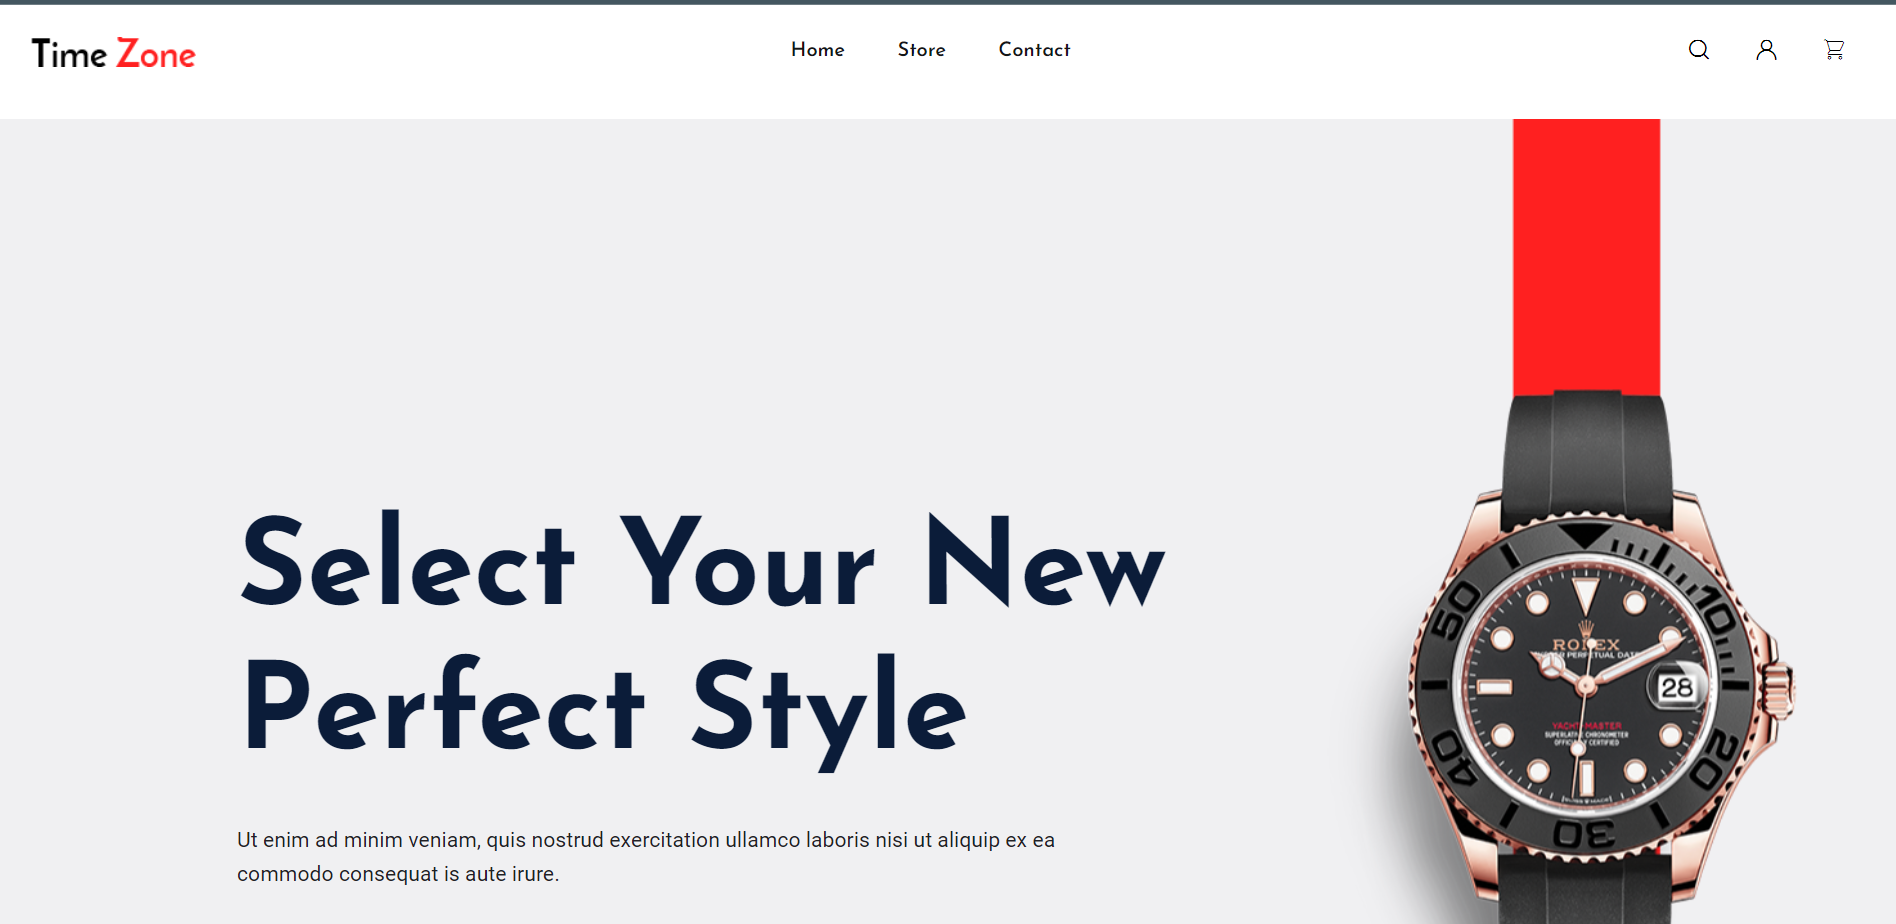 Time Zone
Home Store Contact
Select Your New
Perfect Style
Ut enim ad minim veniam, quis nostrud exercitation ullamco laboris nisi ut aliquip ex ea
commodo consequat is aute irure.
ROLEX
PERPETUAL DATE
28
YACHT-MASTER
SUPERLATIVE CHRONOMETER
OFFICIALLY CERTIFIED
10
20
30
40
50